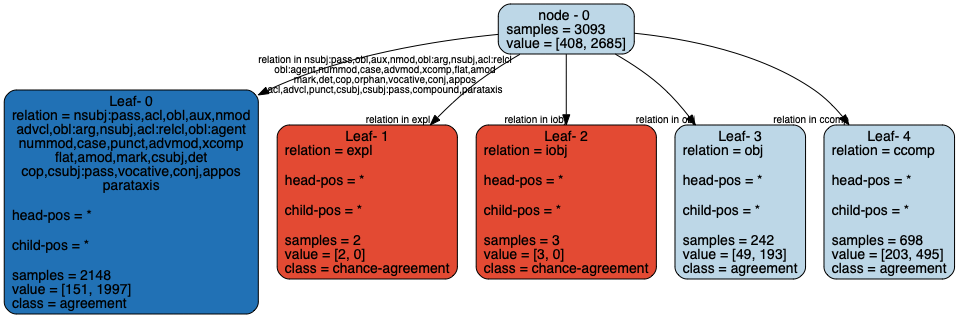 node - 0
samples = 3093
value = [408, 2685]
relation in nsubj:pass,obl,aux,nmod,obl:arg,nsubj,acl:relcl
obl:agent,nummod,case,advmod,xcomp,flat,amod
mark,det,cop,orphan,vocative,conj,appos
acl,advcl,punct,csubj,csubj:pass,compound,parataxis
relation in expl
relation in iobj
relation in obj
relation in ccomp
Leaf- 0
relation = nsubj:pass,acl,obl,aux,nmod
advcl,obl:arg,nsubj,acl:relcl,obl:agent
nummod,case,punct,advmod,xcomp
flat,amod,mark,csubj,det
cop,csubj:pass,vocative,conj,appos
parataxis
head-pos = *
child-pos = *
samples = 2148
value = [151, 1997]
class = agreement
Leaf- 1
relation = expl
head-pos = *
child-pos = *
samples = 2
value = [2, 0]
class = chance-agreement
Leaf- 2
relation = iobj
head-pos = *
child-pos = *
samples = 3
value = [3, 0]
class = chance-agreement
Leaf- 3
relation = obj
head-pos = *
child-pos = *
samples = 242
value = [49, 193]
class = agreement
Leaf- 4
relation = ccomp
head-pos = *
child-pos = *
samples = 698
value = [203, 495]
class = agreement